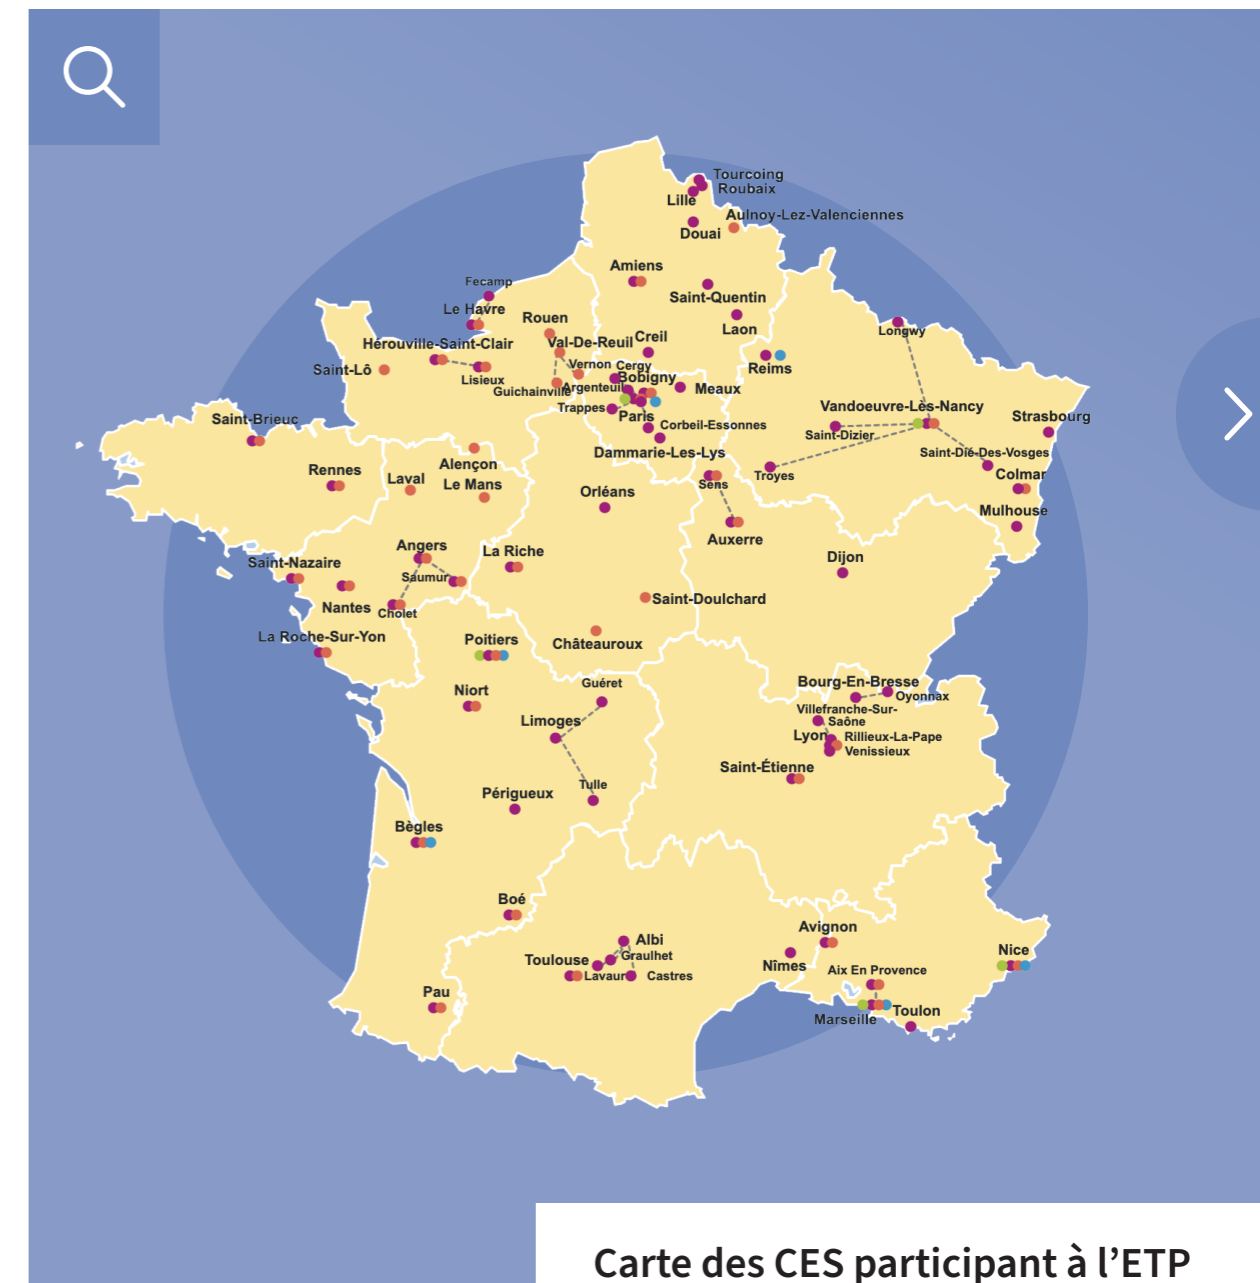 Tourcoing
Roubaix
Lille
Aulnoy-Lez-Valenciennes
Douai
Amiens
Fecamp
Saint-Quentin
Le Havre
Rouen
Laon
Longwy
Hérouville-Saint-Clair
Val-De-Reuil
Creil
Saint-Lô
Lisieux
Vernon
Cergy
Reims
Guichainville
Argenteuil
Bobigny
Meaux
Trappes
Paris
Vandoeuvre-Lès-Nancy
Strasbourg
Saint-Brieuc
Corbeil-Essonnes
Saint-Dizier
Dammarie-Les-Lys
Saint-Dié-Des-Vosges
Rennes
Laval
Alençon
Le Mans
Orléans
Sens
Troyes
Colmar
Mulhouse
Auxerre
Angers
La Riche
Dijon
Saint-Nazaire
Saumur
Nantes
Cholet
Saint-Doulchard
La Roche-Sur-Yon
Poitiers
Châteauroux
Niort
Guéret
Bourg-En-Bresse
Oyonnax
Villefranche-Sur-
Saône
Limoges
Lyon
Rillieux-La-Pape
Venissieux
Saint-Étienne
Périgueux
Tulle
Bègles
Boé
Avignon
Albi
Toulouse
Graulhet
Lavaur
Castres
Nîmes
Nice
Aix En Provence
Pau
Marseille
Toulon
Carte des CES participant à l’ETP